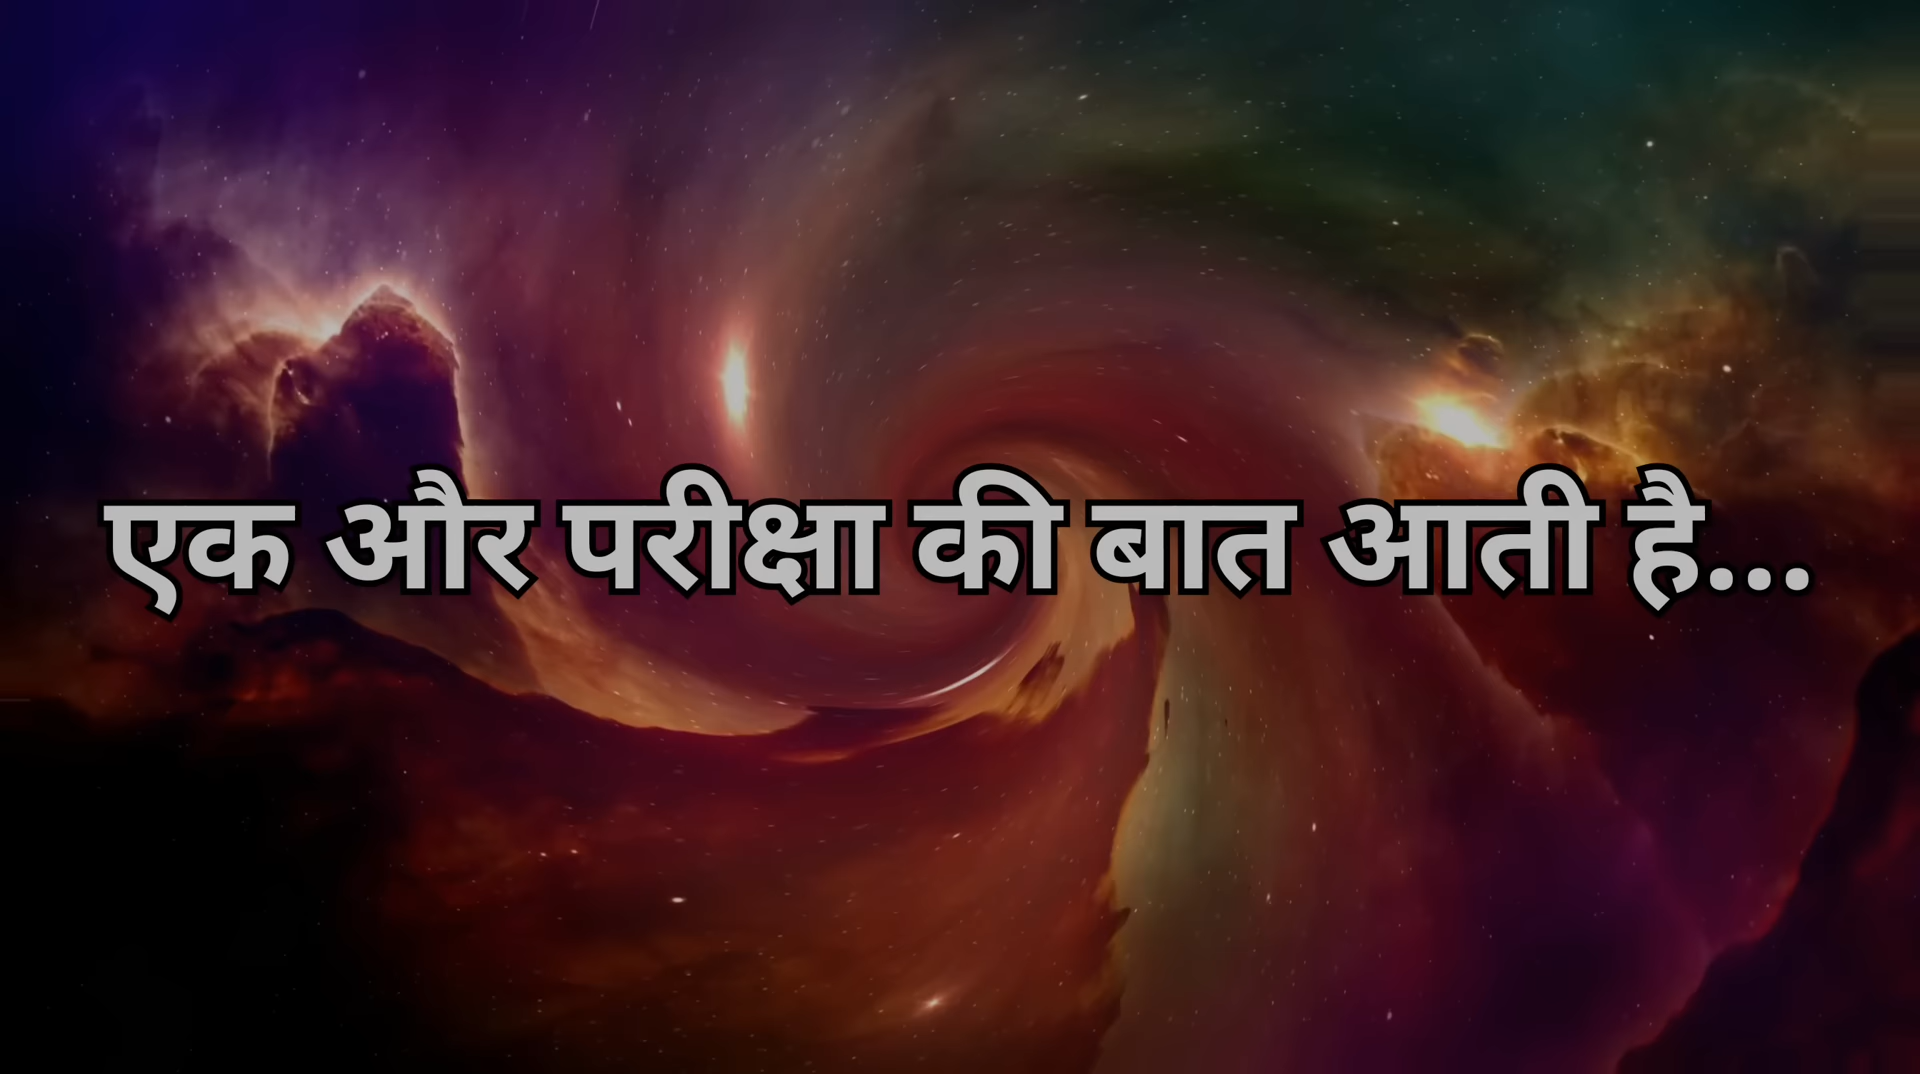 एक और परीक्षा की बात आती है...